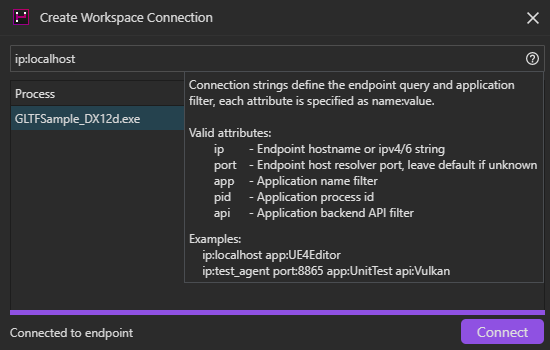 Create Workspace Connection
ip:localhost
Process
GLTFSample_DX12d.exe
Connection strings define the endpoint query and application
filter, each attribute is specified as name:value.
Valid attributes:
ip - Endpoint hostname or ipv4/6 string
port - Endpoint host resolver port, leave default if unknown
app - Application name filter
pid - Application process id
api - Application backend API filter
Examples:
ip:localhost app:UE4Editor
ip:test_agent port:8865 app:UnitTest api:Vulkan
Connected to endpoint
Connect